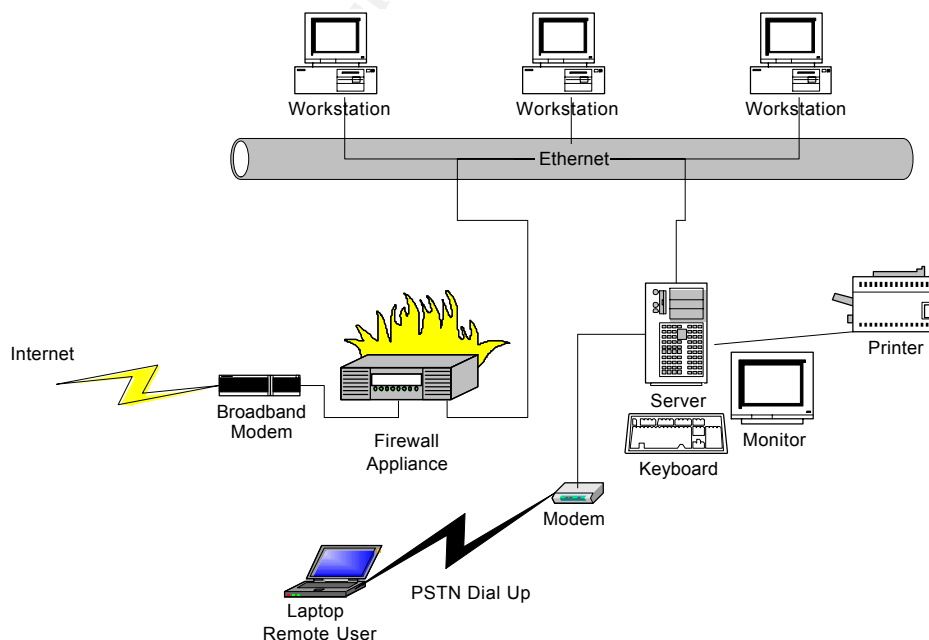 Workstation
Workstation
Workstation
Ethernet
Internet
Broadband
Modem
Firewall
Appliance
Server
Printer
Monitor
Keyboard
Modem
PSTN Dial Up
Laptop
Remote User